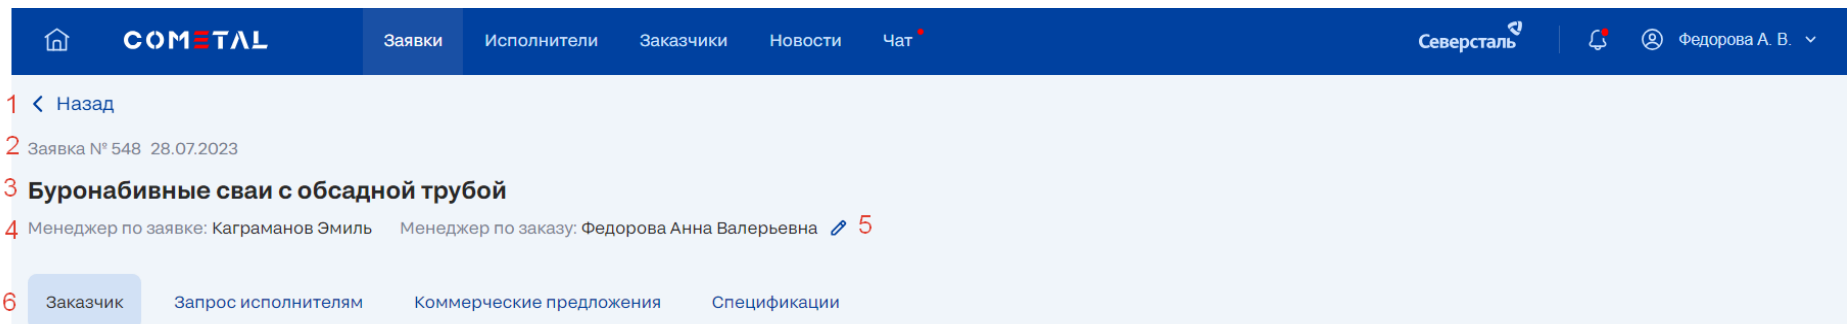 COMETAL Заявки Исполнители Заказчики Новости Чат Северсталь Федорова А. В.
1 Назад
2 Заявка № 548 28.07.2023
3 Буронабивные сваи с обсадной трубой
4 Менеджер по заявке: Каграманов Эмиль Менеджер по заказу: Федорова Анна Валерьевна 5
6 Заказчик Запрос исполнителям Коммерческие предложения Спецификации